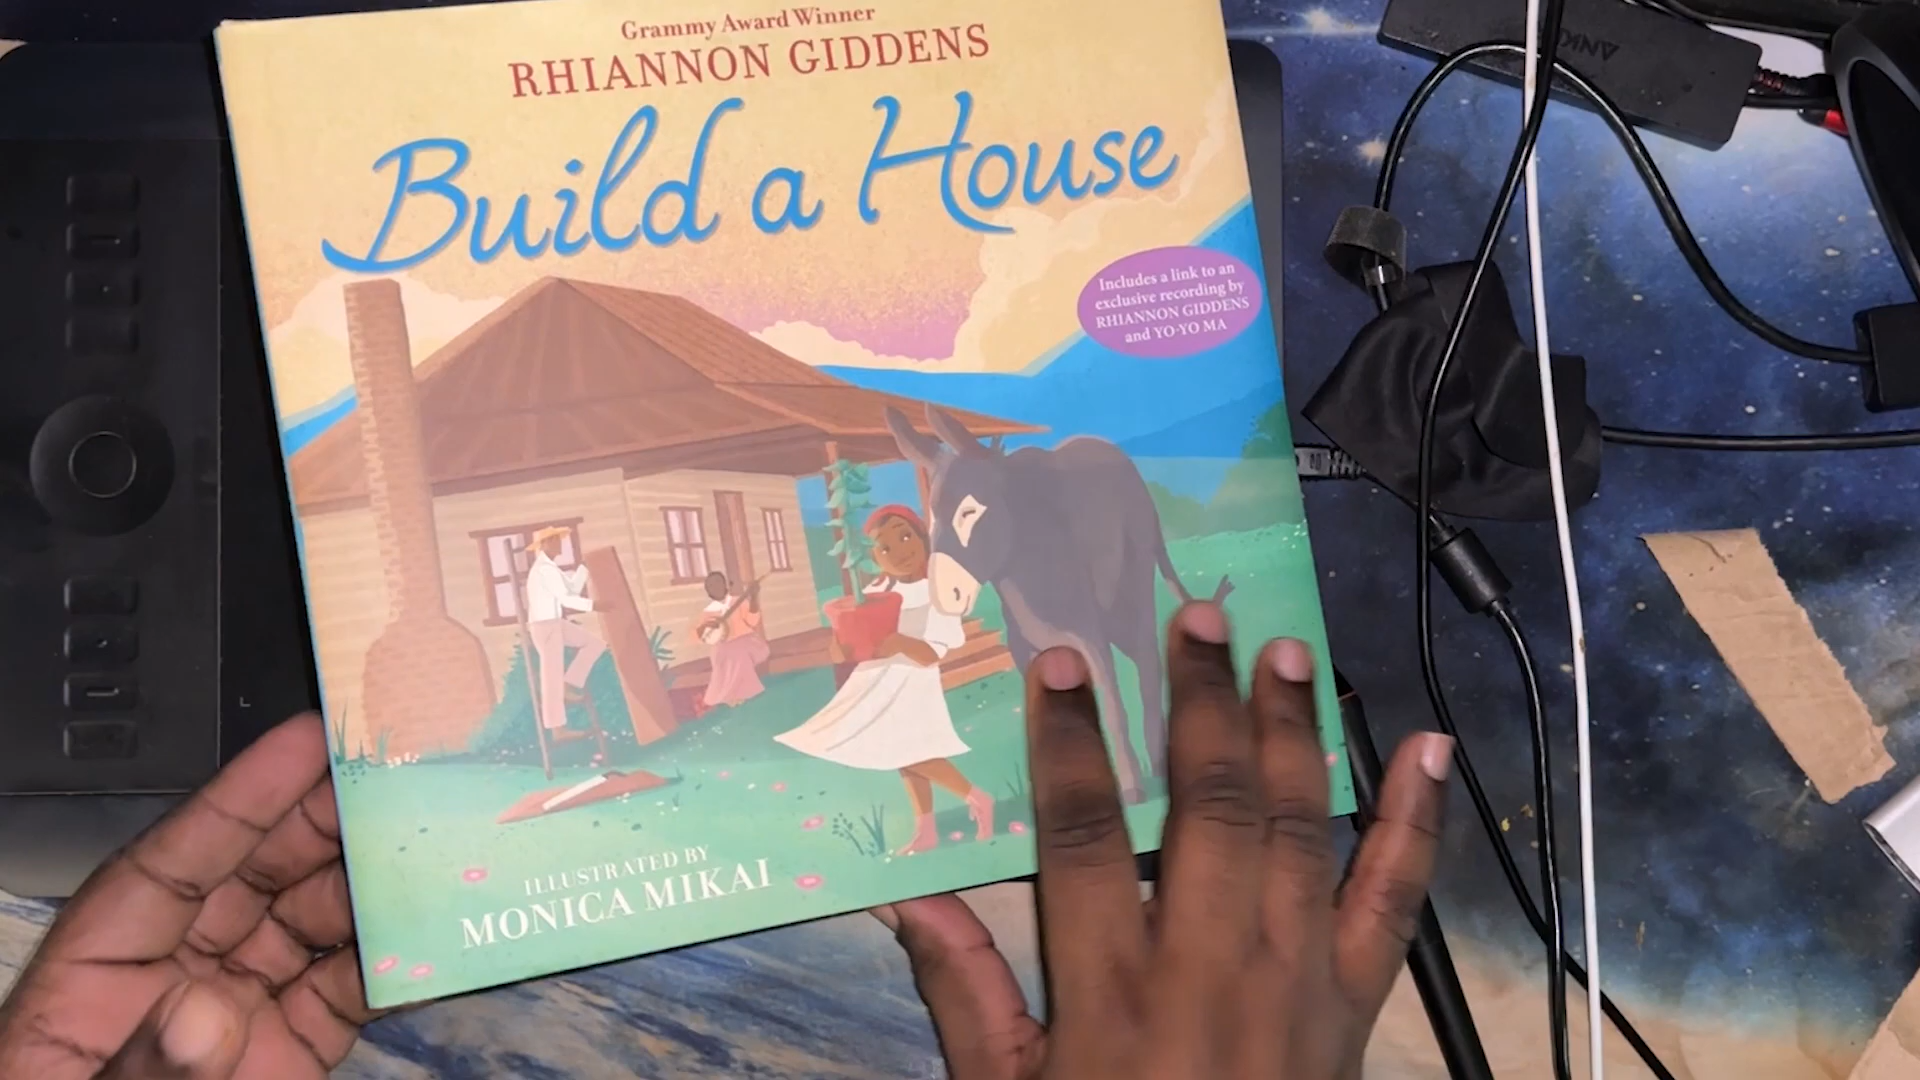 Grammy Award Winner
RHIANNON GIDDENS
Build a House
Includes a link to an
exclusive recording by
RHIANNON GIDDENS
and YO-YO MA
ILLUSTRATED BY
MONICA MIKAI